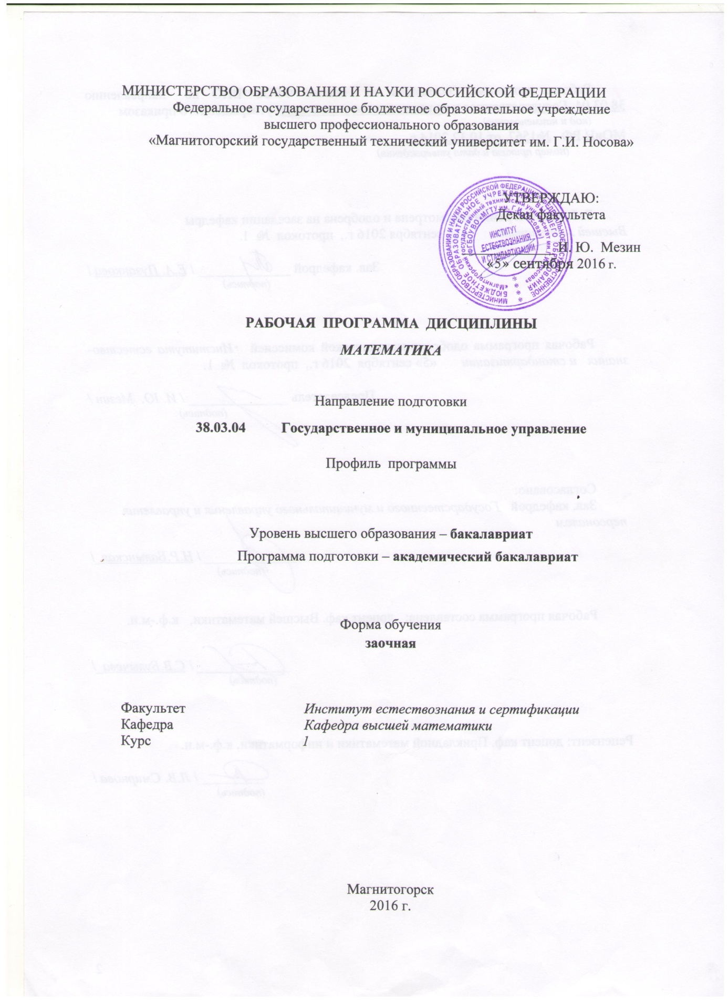 МИНИСТЕРСТВО ОБРАЗОВАНИЯ И НАУКИ РОССИЙСКОЙ ФЕДЕРАЦИИ
Федеральное государственное бюджетное образовательное учреждение
высшего профессионального образования
«Магнитогорский государственный технический университет им. Г.И. Носова»
УТВЕРЖДАЮ:
Декан факультета
И. Ю. Мезин
«5» сентября 2016 г.
ИНСТИТУТ
ЕСТЕСТВОЗНАНИЯ
И СТАНДАРТИЗАЦИИ
РАБОЧАЯ ПРОГРАММА ДИСЦИПЛИНЫ
МАТЕМАТИКА
Направление подготовки
38.03.04 Государственное и муниципальное управление
Профиль программы
Уровень высшего образования – бакалавриат
Программа подготовки – академический бакалавриат
Форма обучения
заочная
Факультет Институт естествознания и сертификации
Кафедра Кафедра высшей математики
Курс 1
Магнитогорск
2016 г.